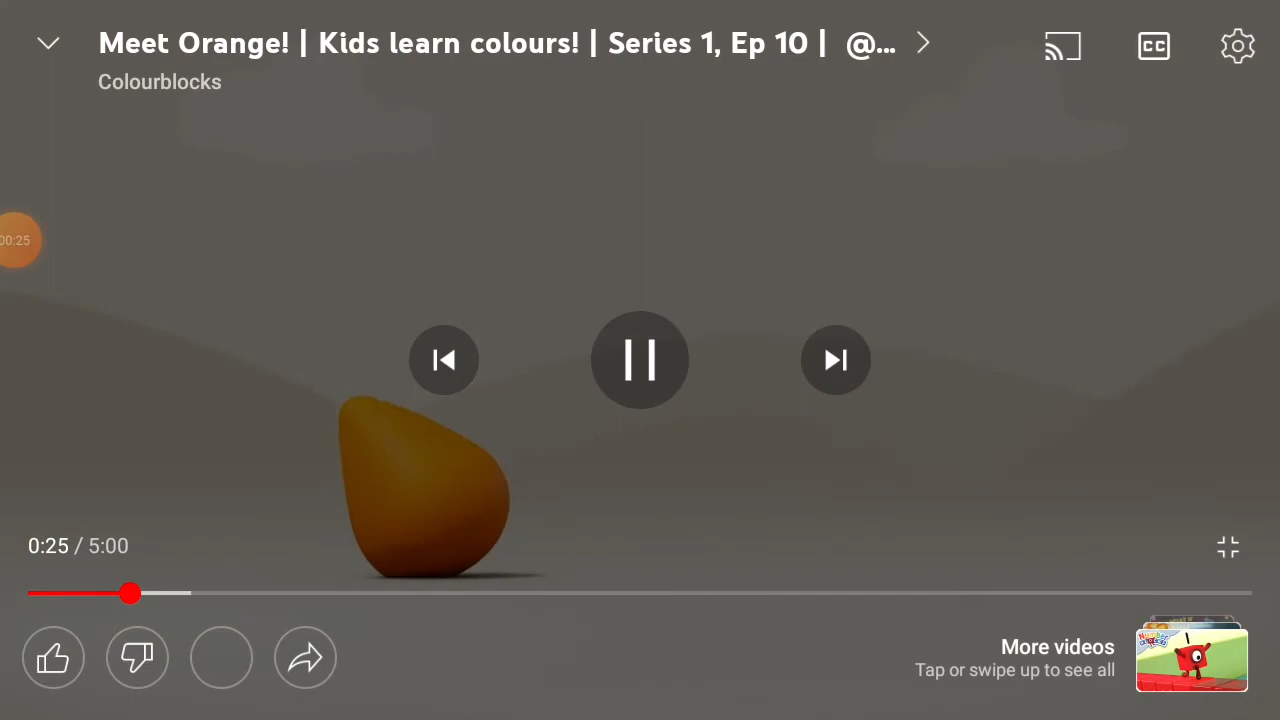 Meet Orange! | Kids learn colours! | Series 1, Ep 10 | @...
Colourblocks
CC
00:25
0:25 / 5:00
More videos
Tap or swipe up to see all